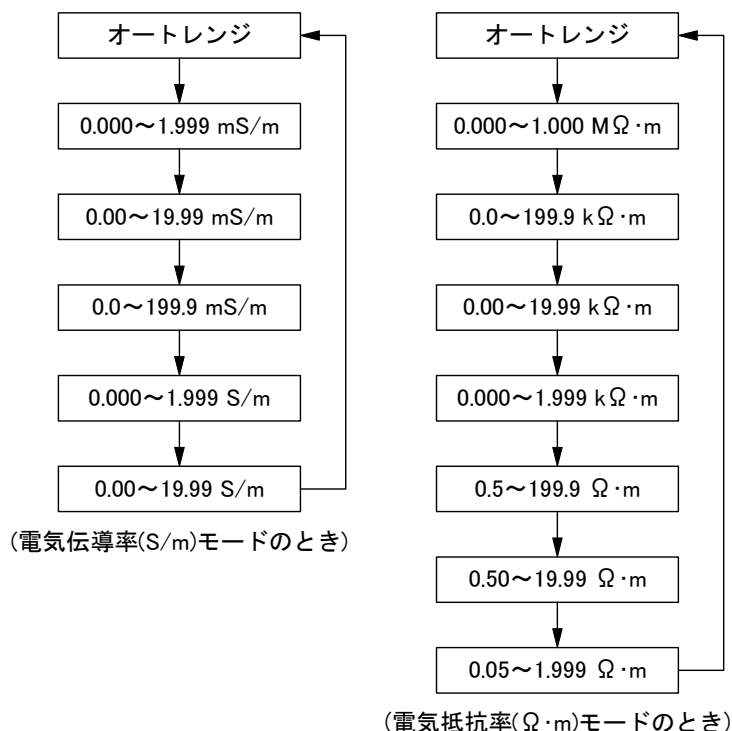 オートレンジ
0.000～1.999 mS/m
0.00～19.99 mS/m
0.0～199.9 mS/m
0.000～1.999 S/m
0.00～19.99 S/m
(電気伝導率(S/m)モードのとき)
オートレンジ
0.000～1.000 MΩ·m
0.0～199.9 kΩ·m
0.00～19.99 kΩ·m
0.000～1.999 kΩ·m
0.5～199.9 Ω·m
0.50～19.99 Ω·m
0.05～1.999 Ω·m
(電気抵抗率(Ω·m)モードのとき)